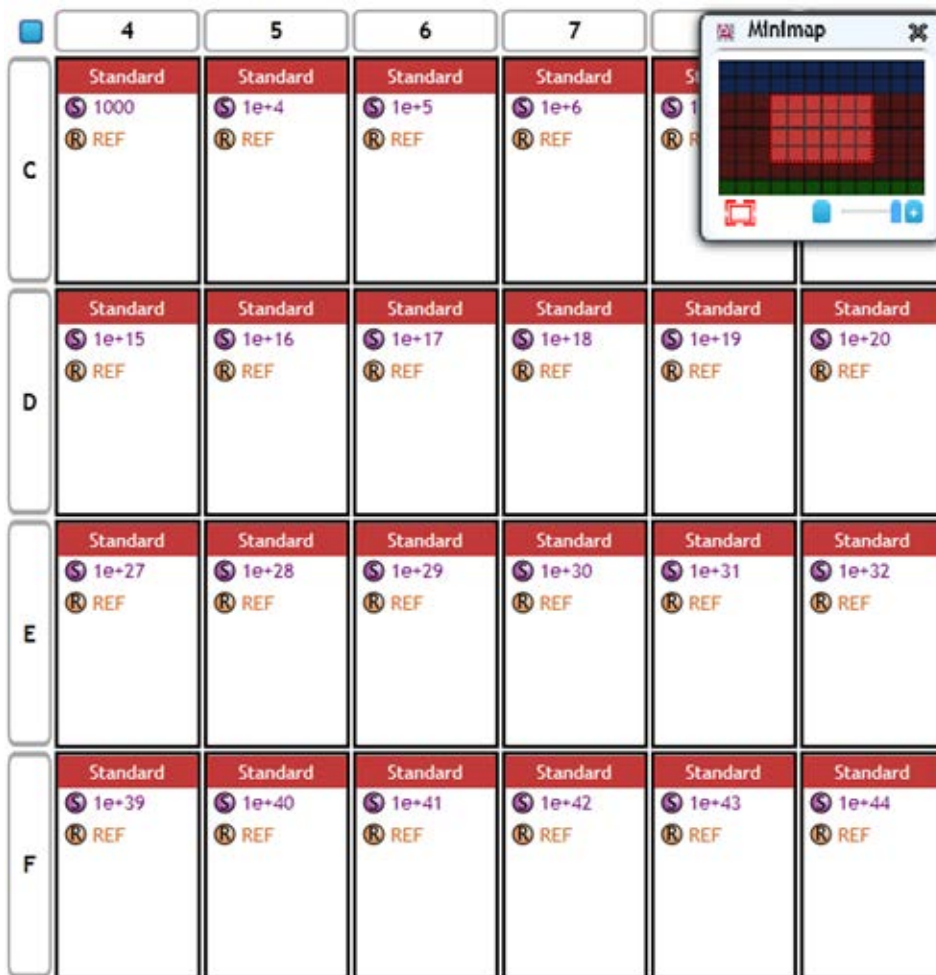 4 5 6 7
Minimap
C
Standard Standard Standard Standard
S 1000 S 1e+4 S 1e+5 S 1e+6 S
R REF R REF R REF R REF R
D
Standard Standard Standard Standard Standard Standard
S 1e+15 S 1e+16 S 1e+17 S 1e+18 S 1e+19 S 1e+20
R REF R REF R REF R REF R REF R REF
E
Standard Standard Standard Standard Standard Standard
S 1e+27 S 1e+28 S 1e+29 S 1e+30 S 1e+31 S 1e+32
R REF R REF R REF R REF R REF R REF
F
Standard Standard Standard Standard Standard Standard
S 1e+39 S 1e+40 S 1e+41 S 1e+42 S 1e+43 S 1e+44
R REF R REF R REF R REF R REF R REF